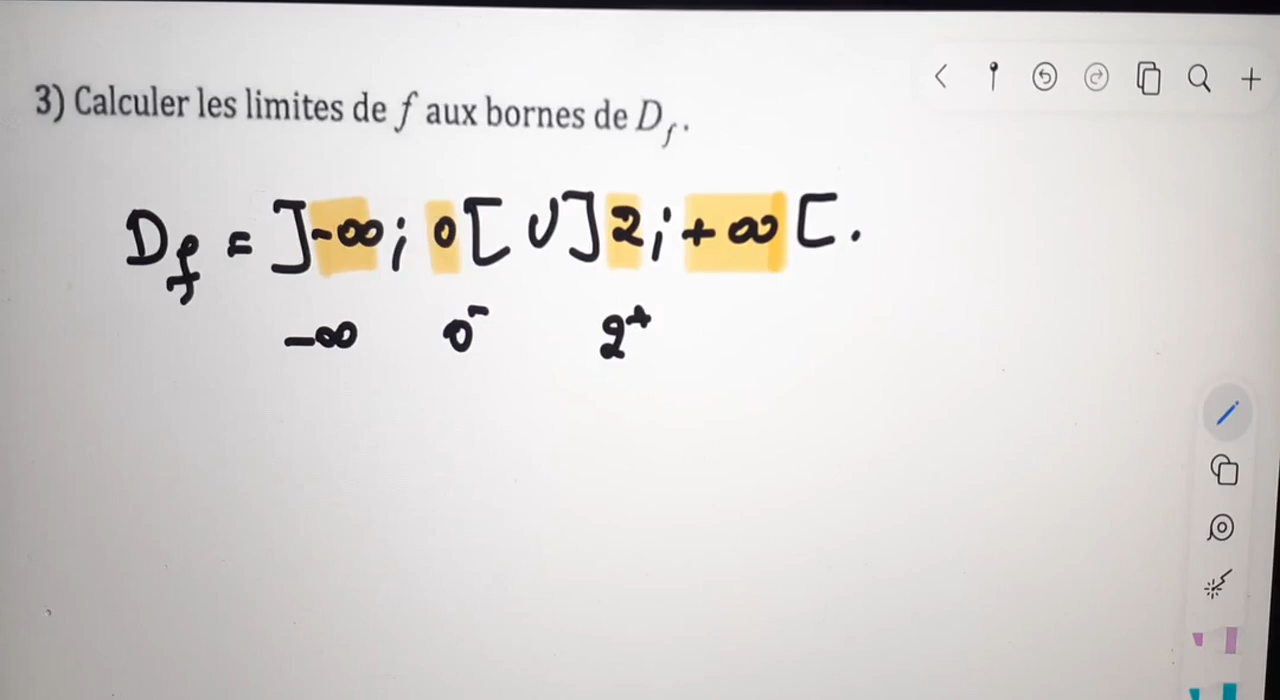 3) Calculer les limites de f aux bornes de D_f.
D_f = ]-∞; 0[ ∪ ]2; +∞[.
-∞ 0⁻ 2⁺